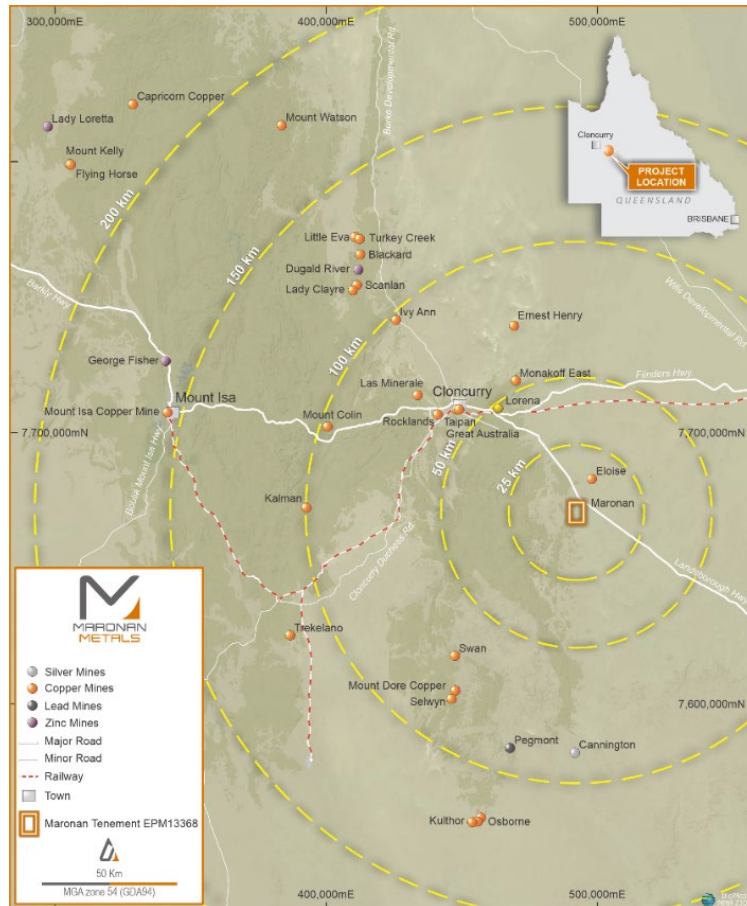 300,000mE
400,000mE
500,000mE
Capricorn Copper
Lady Loretta
Mount Watson
Mount Kelly
Flying Horse
Burke Developmental Rd
Cloncurry
PROJECT
LOCATION
QUEENSLAND
BRISBANE
200 km
150 km
100 km
50 km
25 km
Little Eva
Turkey Creek
Blackard
Dugald River
Scanlan
Lady Clayre
Ivy Ann
Ernest Henry
Wills Developmental Rd
Barkly Hwy
George Fisher
Monakoff East
Flinders Hwy
Las Minerale
Cloncurry
Lorena
Mount Isa
Mount Isa Copper Mine
Mount Colin
Rocklands
Taipan
Great Australia
7,700,000mN
7,700,000mN
Eloise
Maronan
Kalman
Cloncurry Duchess Rd
Landsborough Hwy
Trekelano
Swan
Mount Dore Copper
Selwyn
7,600,000mN
Pegmont
Cannington
Kulthor
Osborne
MARONAN
METALS
Silver Mines
Copper Mines
Lead Mines
Zinc Mines
Major Road
Minor Road
Railway
Town
Maronan Tenement EPM13368
50 Km
MGA zone 54 (GDA94)
400,000mE
500,000mE